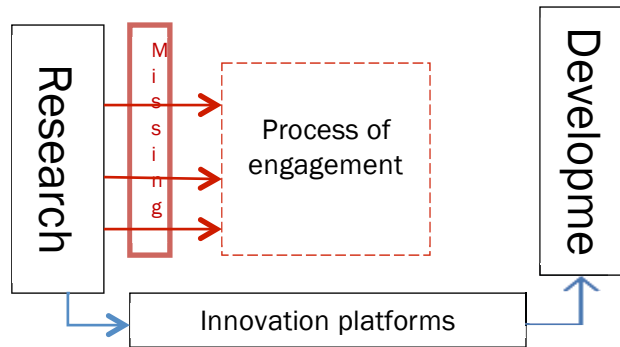 Research
Missing
Process of
engagement
Developme
Innovation platforms